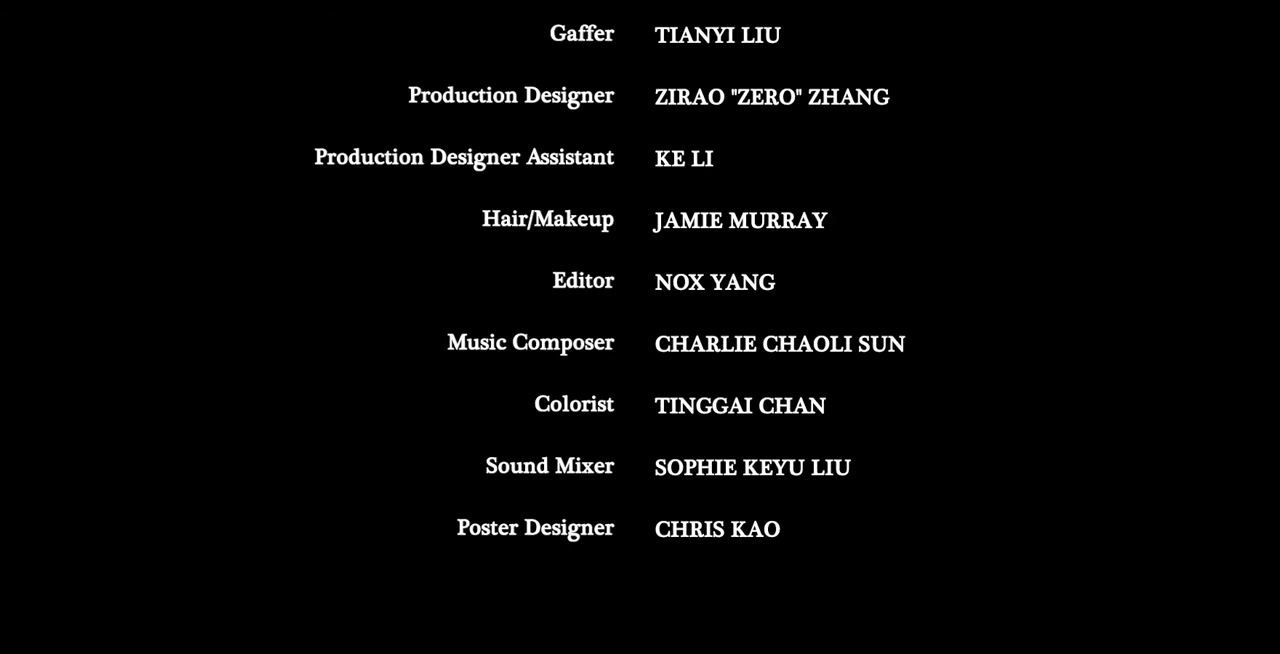 Gaffer TIANYI LIU
Production Designer ZIRAO "ZERO" ZHANG
Production Designer Assistant KE LI
Hair/Makeup JAMIE MURRAY
Editor NOX YANG
Music Composer CHARLIE CHAOLI SUN
Colorist TINGGAI CHAN
Sound Mixer SOPHIE KEYU LIU
Poster Designer CHRIS KAO